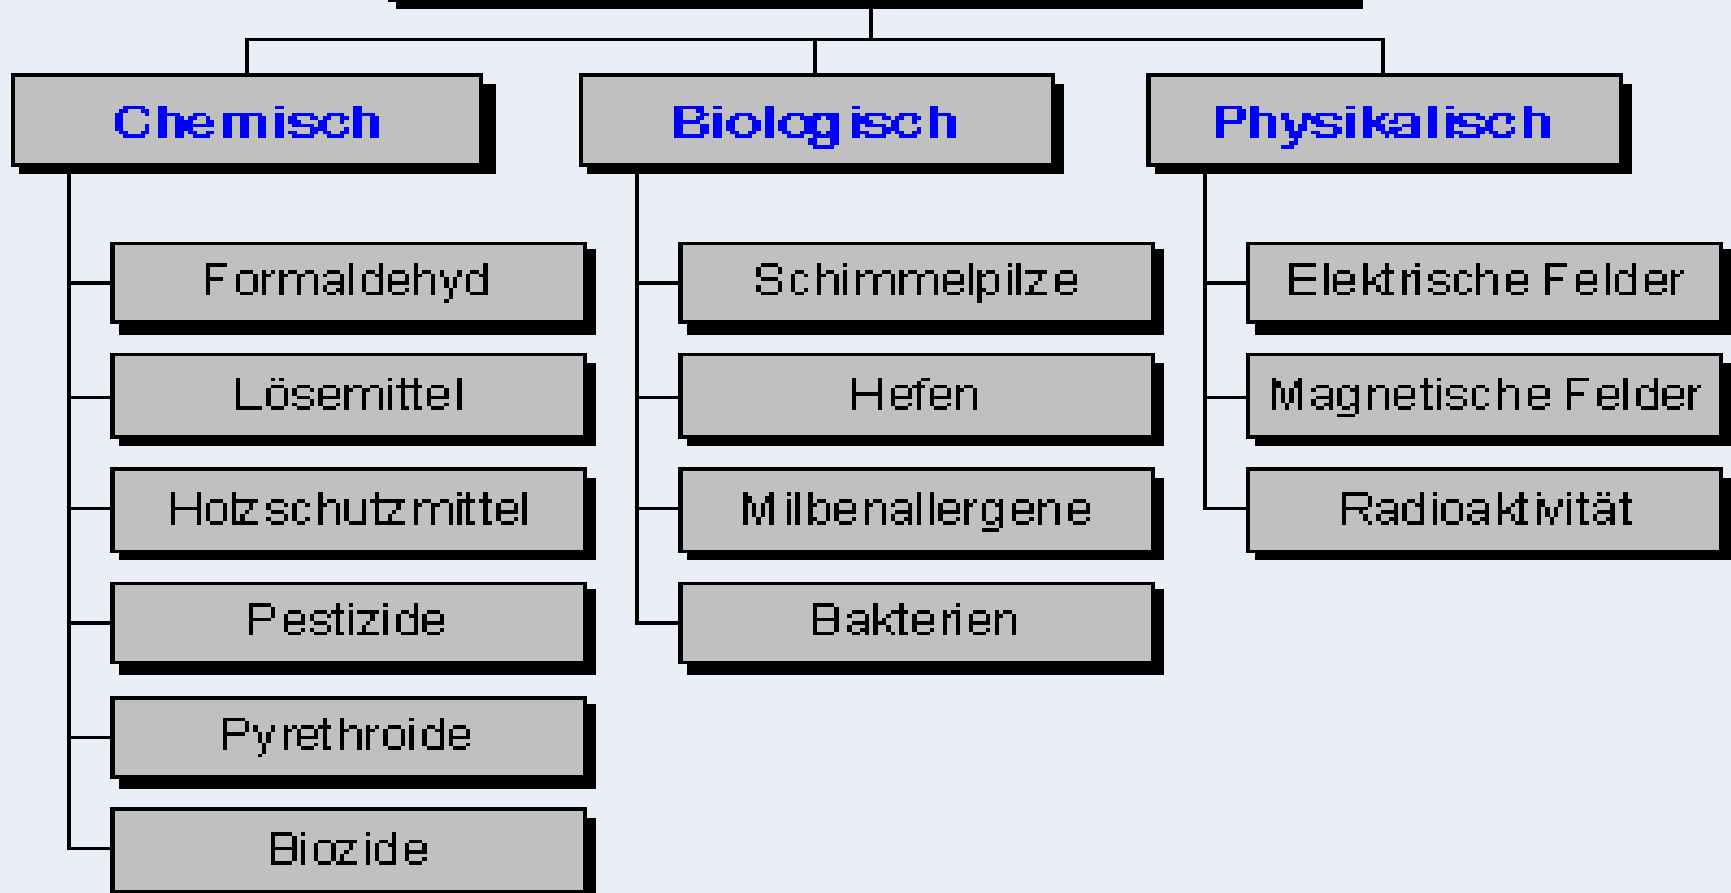 Chemisch
Formaldehyd
Lösemittel
Holzschutzmittel
Pestizide
Pyrethroide
Biozide
Biologisch
Schimmelpilze
Hefen
Milbenallergene
Bakterien
Physikalisch
Elektrische Felder
Magnetische Felder
Radioaktivität